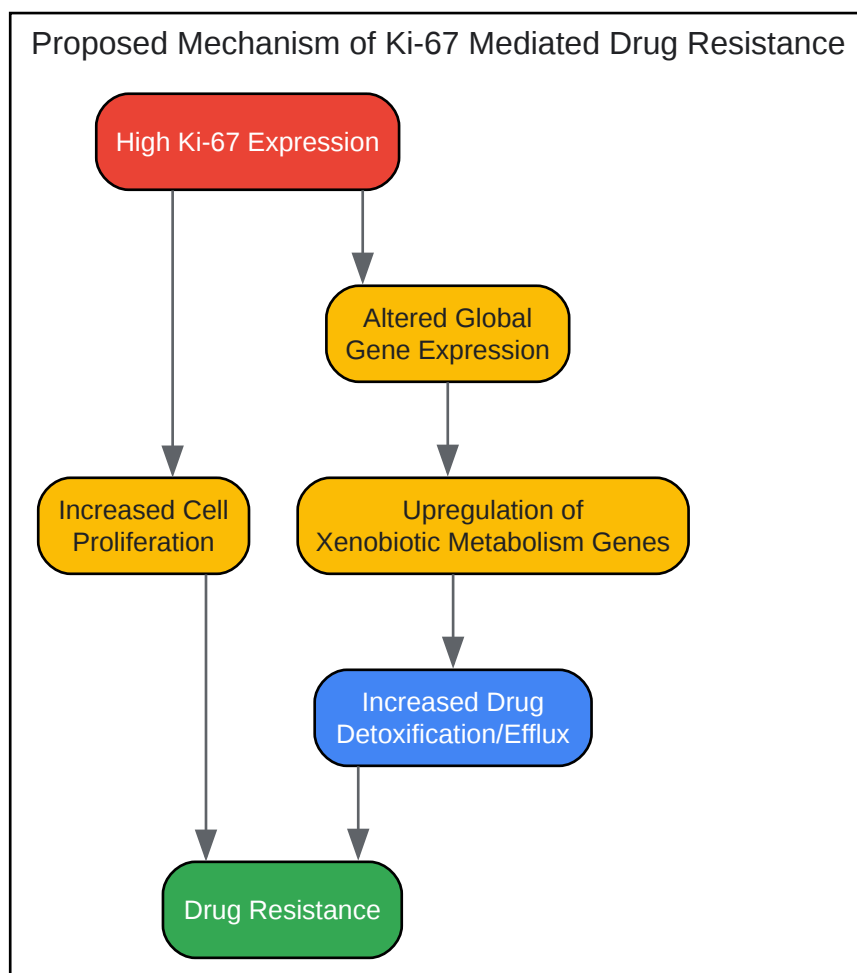 Proposed Mechanism of Ki-67 Mediated Drug Resistance
High Ki-67 Expression
Altered Global
Gene Expression
Increased Cell
Proliferation
Upregulation of
Xenobiotic Metabolism Genes
Increased Drug
Detoxification/Efflux
Drug Resistance